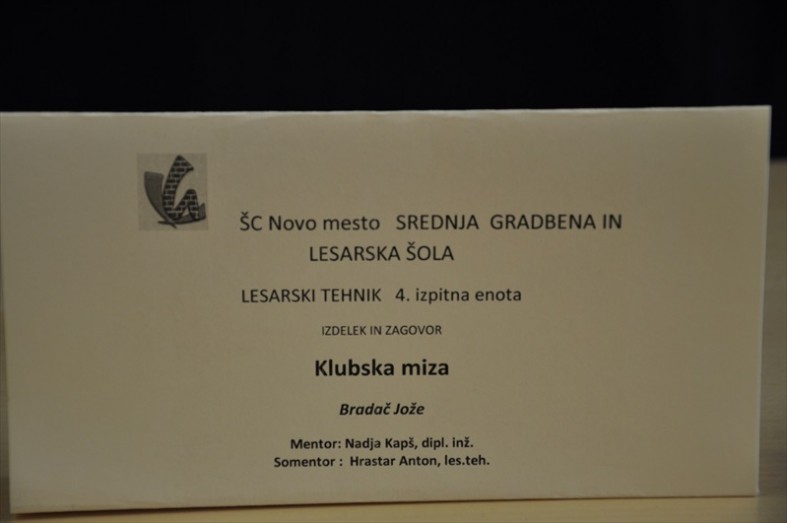 ŠC Novo mesto SREDNJA GRADBENA IN
LESARSKA ŠOLA
LESARSKI TEHNIK 4. izpitna enota
IZDELEK IN ZAGOVOR
Klubska miza
Bradač Jože
Mentor: Nadja Kapš, dipl. inž.
Somentor : Hrastar Anton, les.teh.